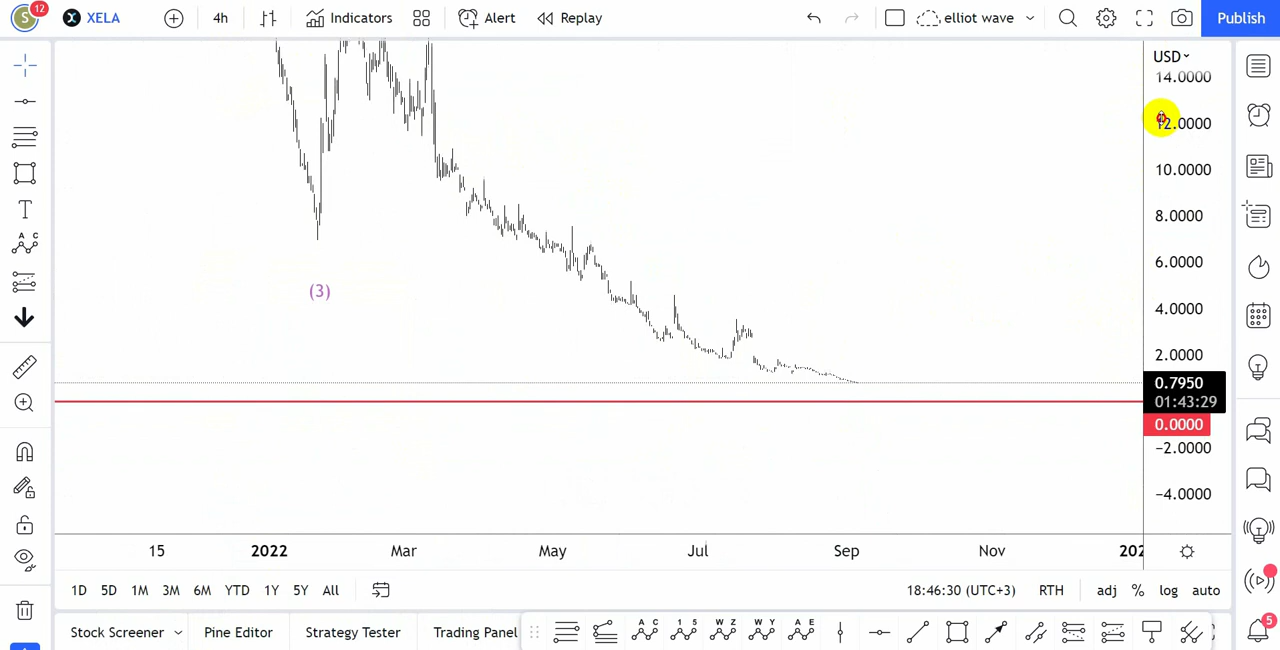 S 12 XELA 4h Indicators Alert Replay elliot wave Publish
USD
14.0000
12.0000
10.0000
8.0000
6.0000
4.0000
2.0000
0.7950
01:43:29
0.0000
−2.0000
−4.0000
(3)
15 2022 Mar May Jul Sep Nov
1D 5D 1M 3M 6M YTD 1Y 5Y All 18:46:30 (UTC+3) RTH adj % log auto
Stock Screener Pine Editor Strategy Tester Trading Panel
A C 1 5 W Z W Y A E
A C
5